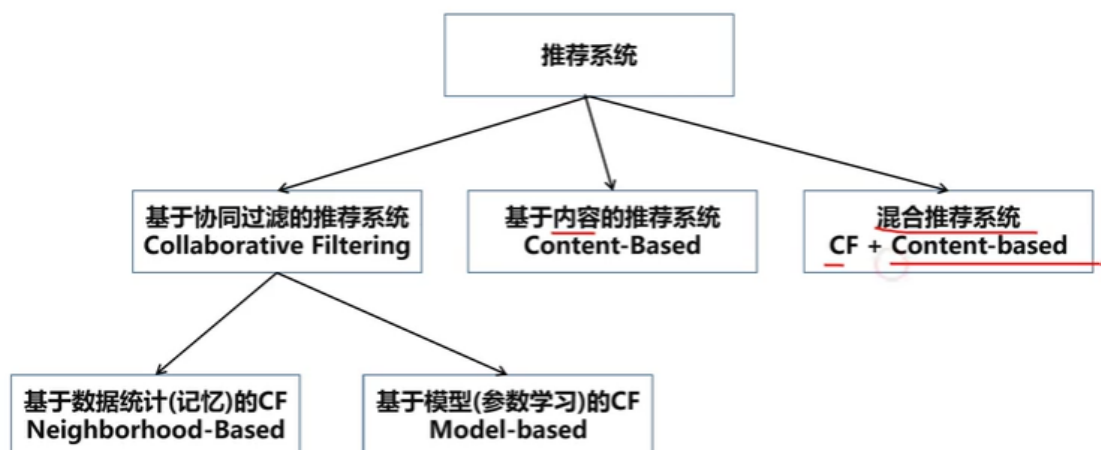 推荐系统
基于协同过滤的推荐系统
Collaborative Filtering
基于内容的推荐系统
Content-Based
混合推荐系统
CF + Content-based
基于数据统计(记忆)的CF
Neighborhood-Based
基于模型(参数学习)的CF
Model-based